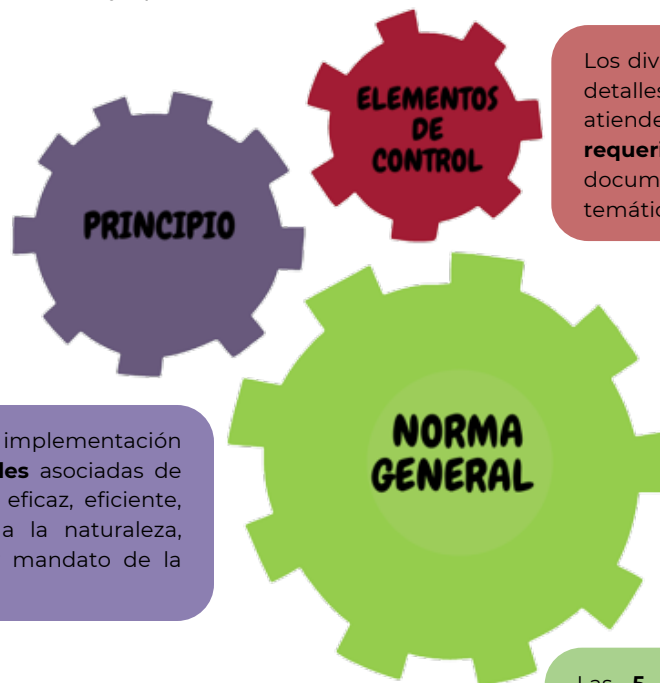 ELEMENTOS
DE
CONTROL
Los div
detalles
atiende
requeri
docum
temátic
PRINCIPIO
implementación
les asociadas de
eficaz, eficiente,
a la naturaleza,
mandato de la
NORMA
GENERAL
Las 5